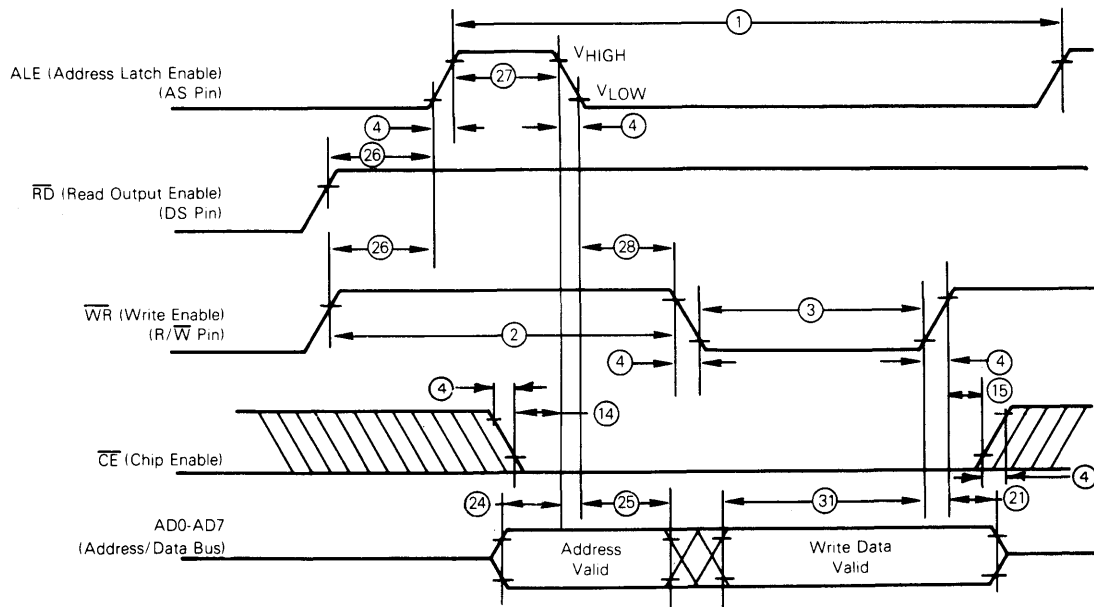 1
ALE (Address Latch Enable)
(AS Pin)
27
VHIGH
VLOW
4
4
26
RD (Read Output Enable)
(DS Pin)
26
28
WR (Write Enable)
(R/W Pin)
2
3
4
4
4
14
15
CE (Chip Enable)
4
24
25
31
21
AD0-AD7
(Address/Data Bus)
Address
Valid
Write Data
Valid